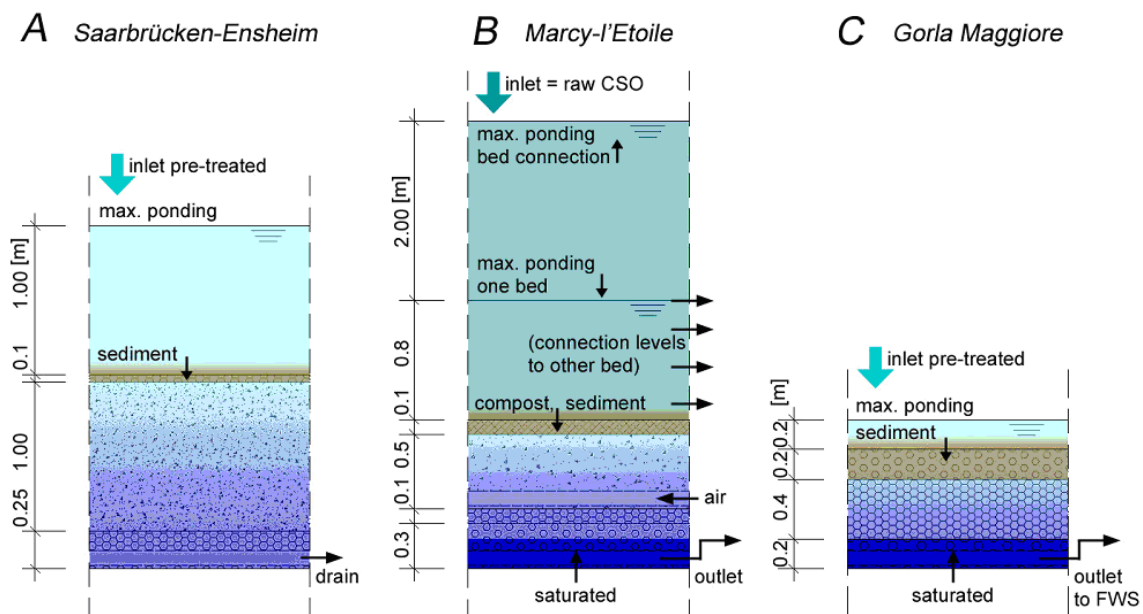 A Saarbrücken-Ensheim
B Marcy-l'Etoile
C Gorla Maggiore
inlet pre-treated
max. ponding
1.00 [m]
sediment
0.1
1.00
0.25
drain
inlet = raw CSO
max. ponding
bed connection
2.00 [m]
max. ponding
one bed
(connection levels
to other bed)
0.8
0.1
compost, sediment
0.5
0.1
air
0.3
outlet
saturated
inlet pre-treated
[m]
max. ponding
0.2
sediment
0.2
0.4
0.2
outlet
to FWS
saturated